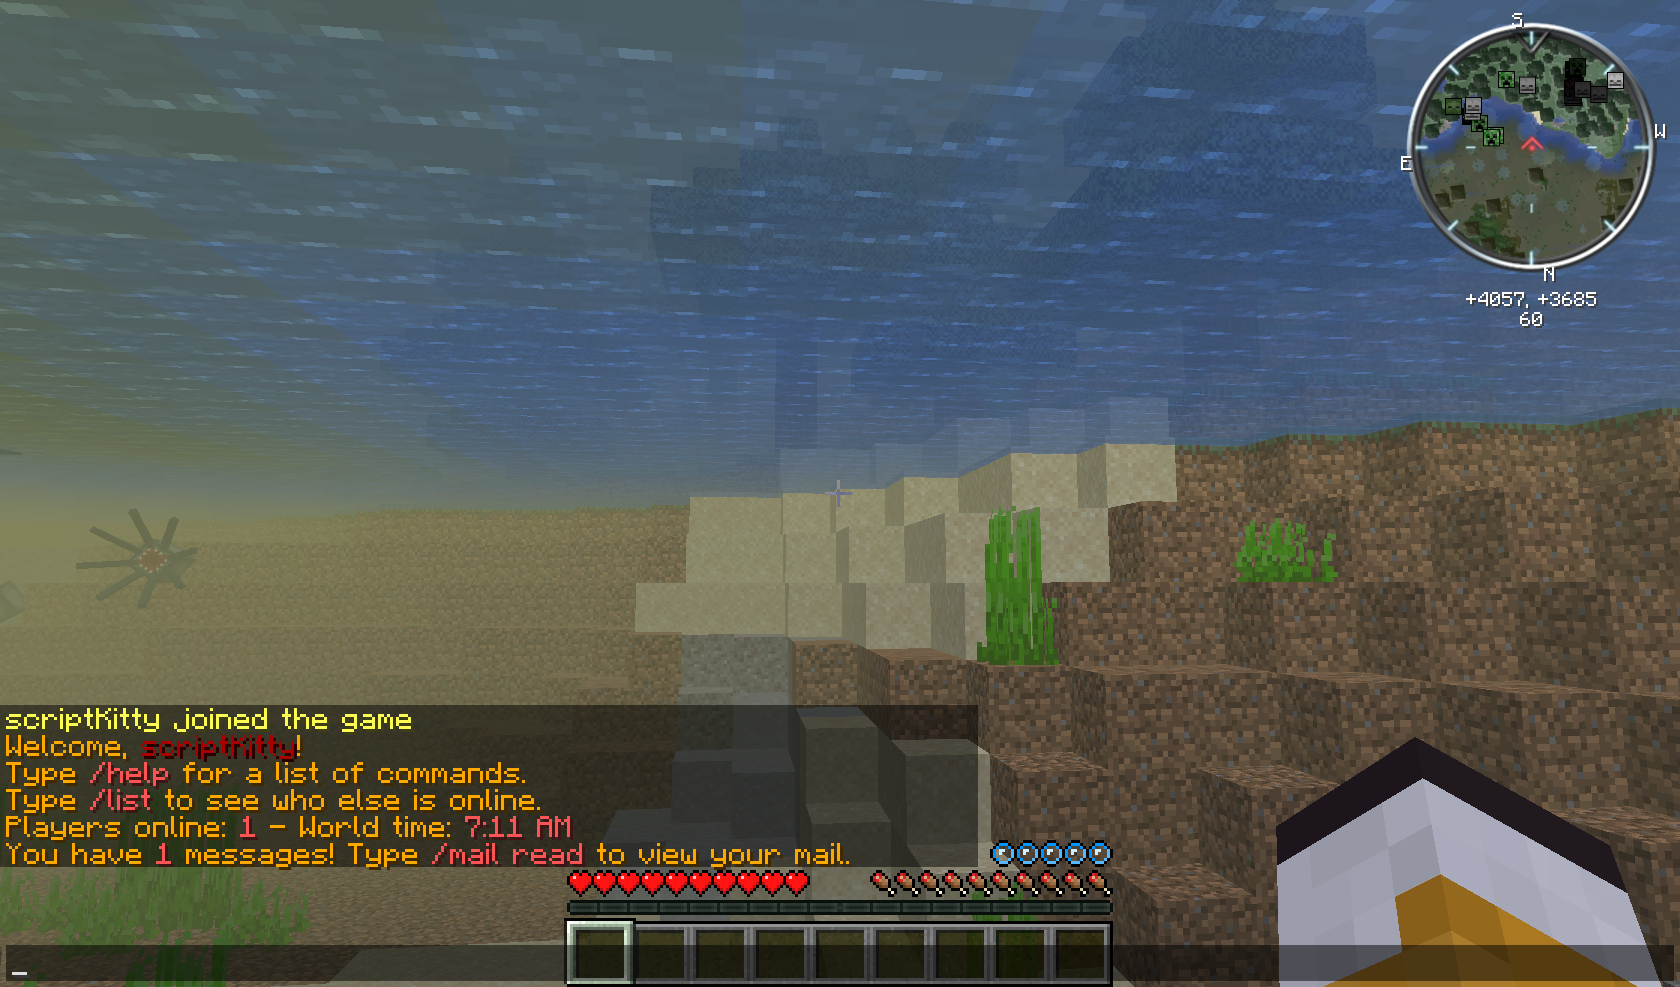 S
W
E
N
+4057, +3685
60
scriptKitty joined the game
Welcome, scriptKitty!
Type /help for a list of commands.
Type /list to see who else is online.
Players online: 1 - World time: 7:11 AM
You have 1 messages! Type /mail read to view your mail.
_